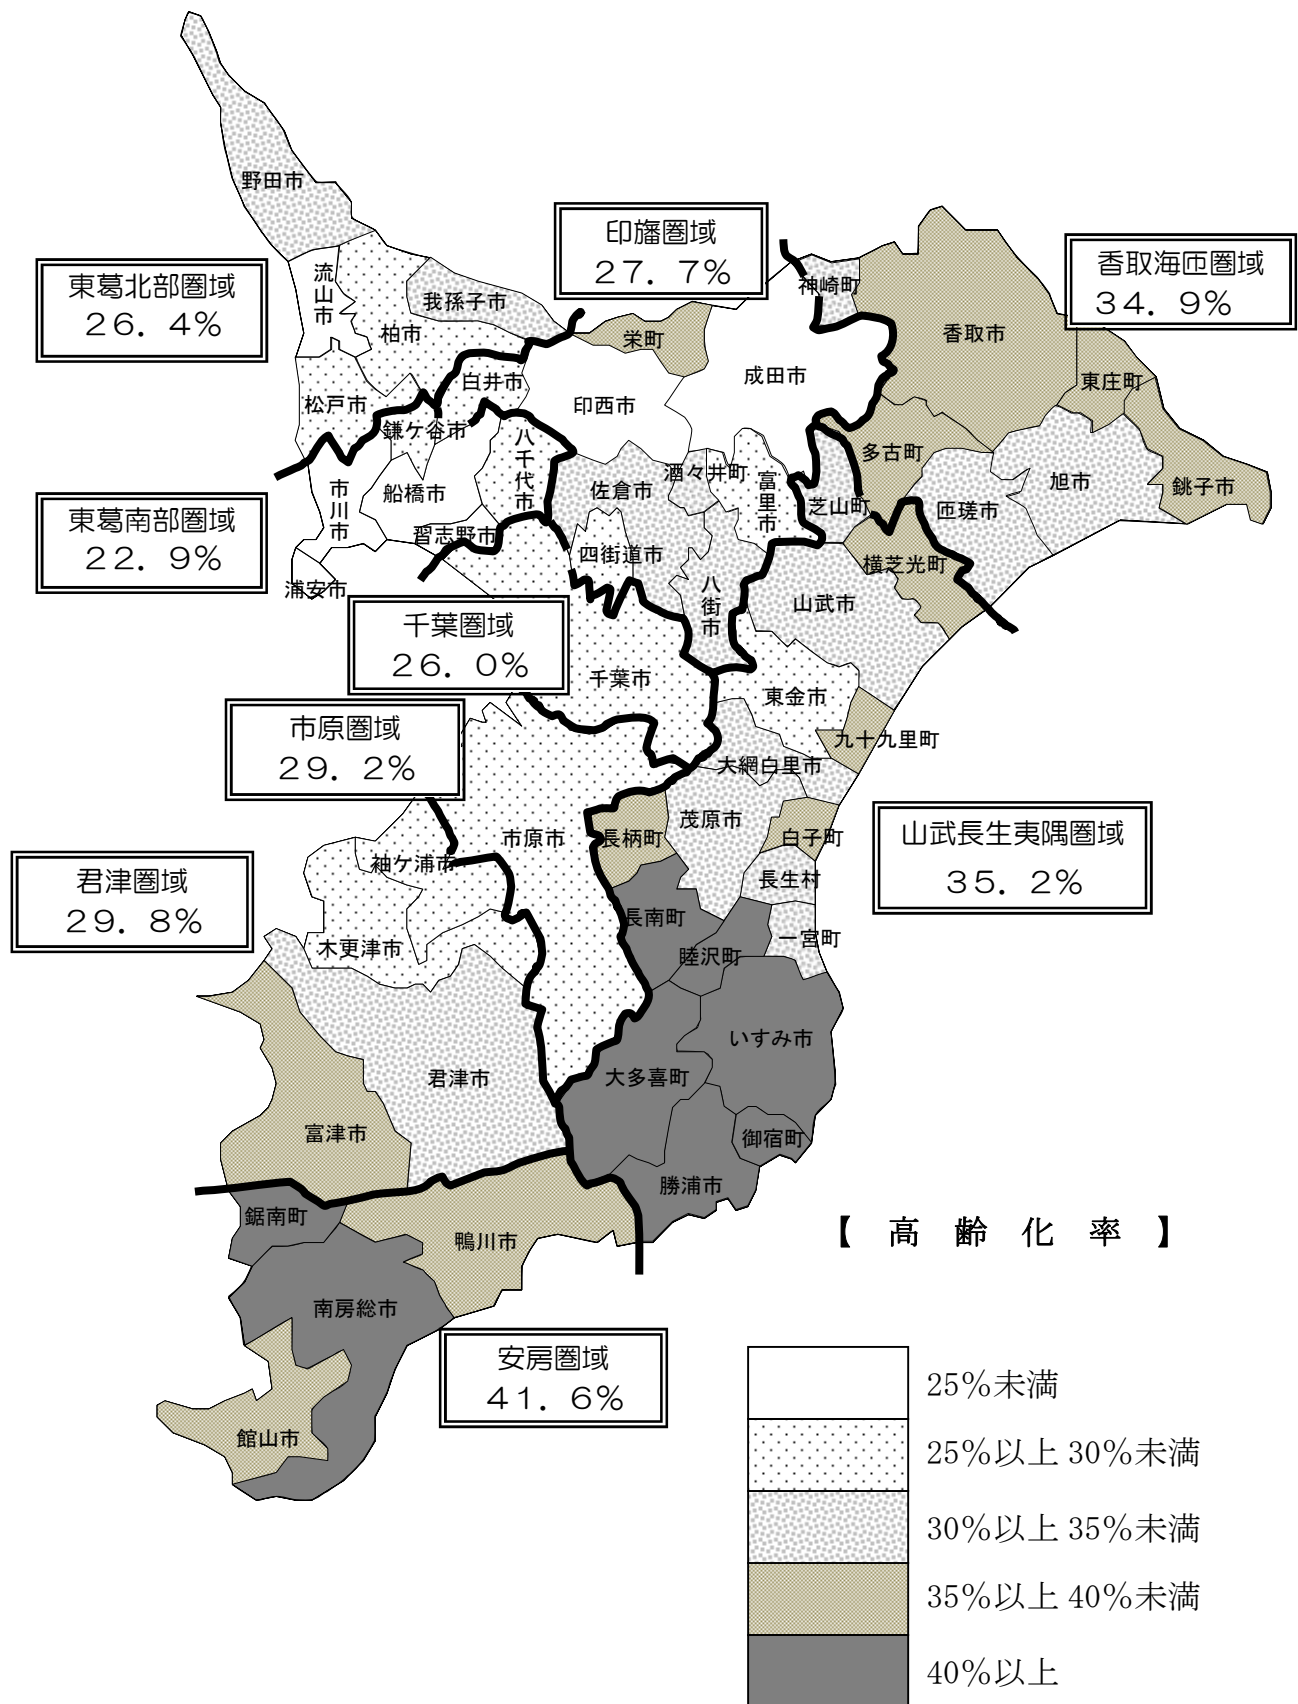 野田市
印旛圏域
27．7%
香取海匝圏域
34．9%
東葛北部圏域
26．4%
流山市
我孫子市
柏市
神崎町
香取市
栄町
成田市
東庄町
白井市
印西市
松戸市
鎌ケ谷市
八千代市
多古町
船橋市
市川市
佐倉市
酒々井町
富里市
芝山町
旭市
銚子市
匝瑳市
東葛南部圏域
22．9%
習志野市
四街道市
横芝光町
浦安市
八街市
山武市
千葉圏域
26．0%
千葉市
東金市
市原圏域
29．2%
九十九里町
大網白里市
茂原市
長柄町
白子町
市原市
山武長生夷隅圏域
35．2%
袖ケ浦市
長生村
君津圏域
29．8%
長南町
一宮町
木更津市
睦沢町
いすみ市
君津市
大多喜町
富津市
御宿町
勝浦市
鋸南町
鴨川市
【 高 齢 化 率 】
南房総市
安房圏域
41．6%
館山市
25%未満
25%以上 30%未満
30%以上 35%未満
35%以上 40%未満
40%以上